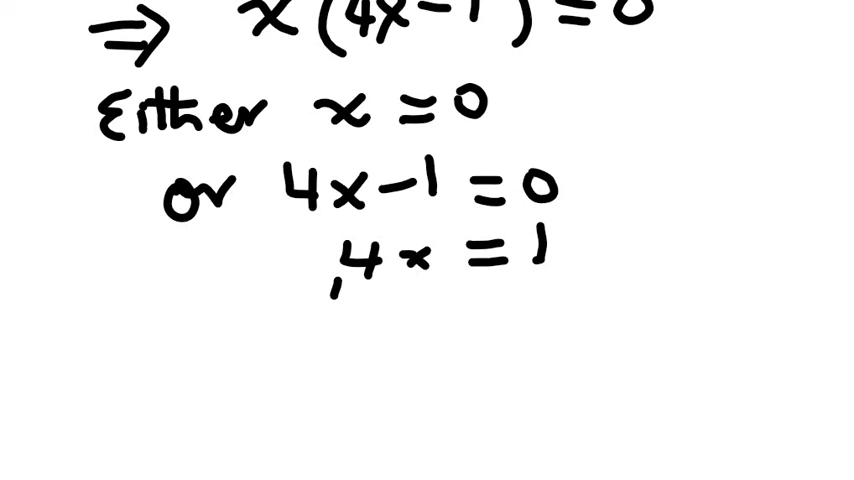 ⇒ x(4x-1)=0
Either x=0
or 4x-1=0
,4x=1